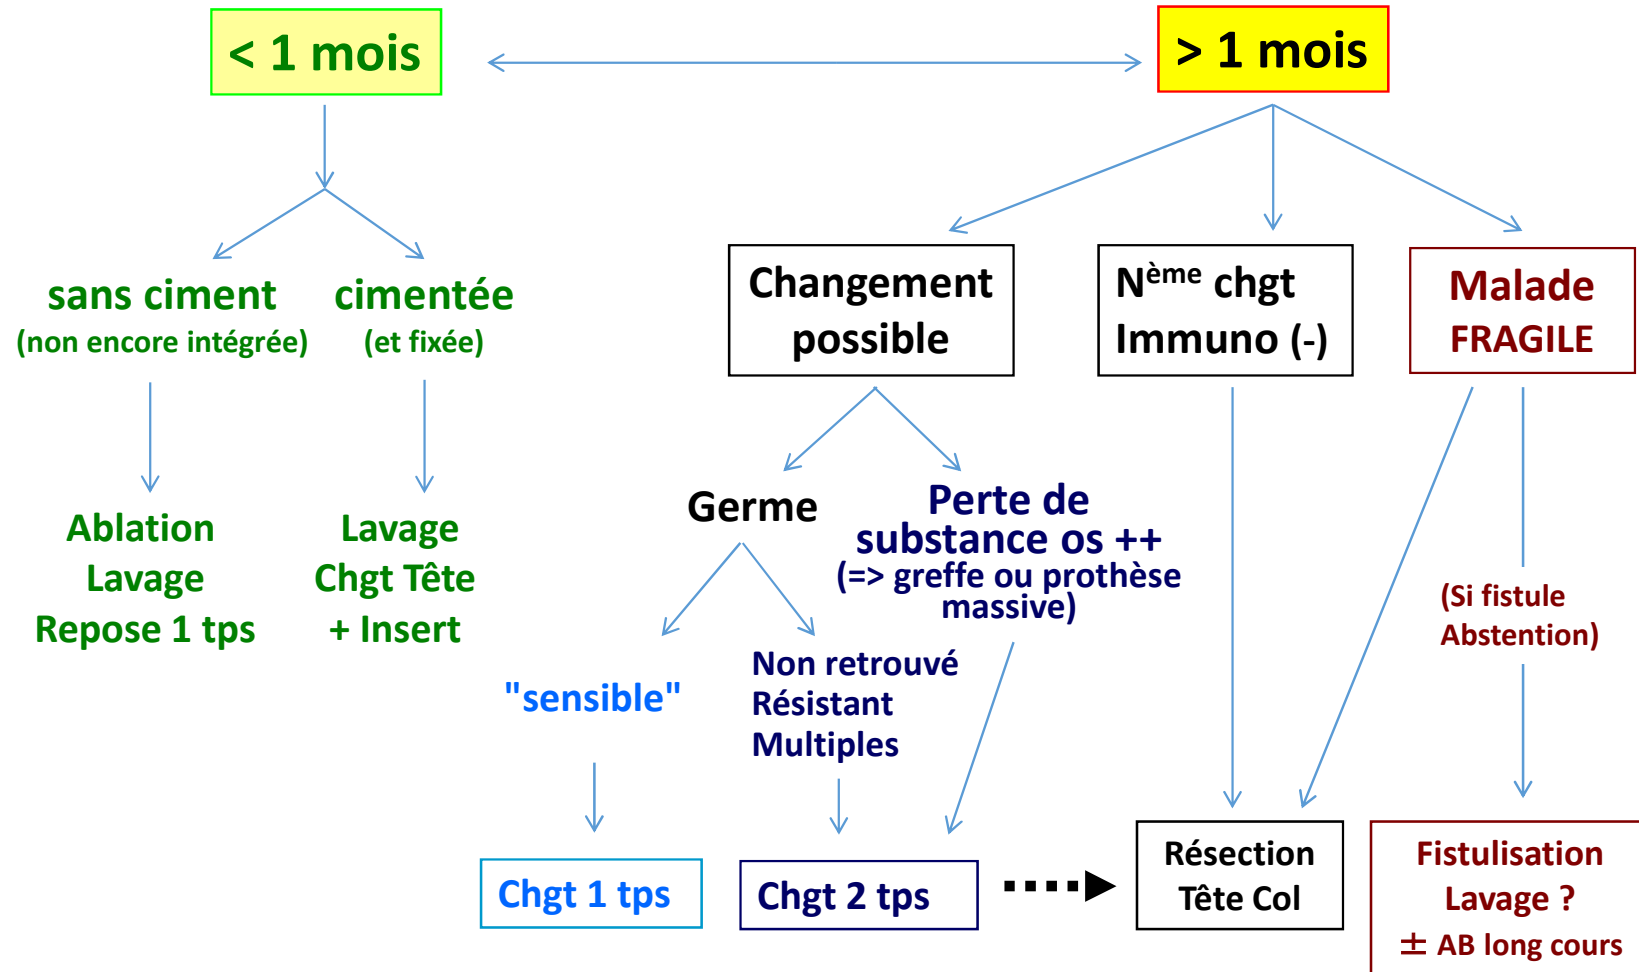 < 1 mois
> 1 mois
sans ciment
(non encore intégrée)
cimentée
(et fixée)
Changement
possible
Nème chgt
Immuno (-)
Malade
FRAGILE
Ablation
Lavage
Repose 1 tps
Lavage
Chgt Tête
+ Insert
Germe
Perte de
substance os ++
(=> greffe ou prothèse
massive)
(Si fistule
Abstention)
"sensible"
Non retrouvé
Résistant
Multiples
Chgt 1 tps
Chgt 2 tps
Résection
Tête Col
Fistulisation
Lavage ?
± AB long cours